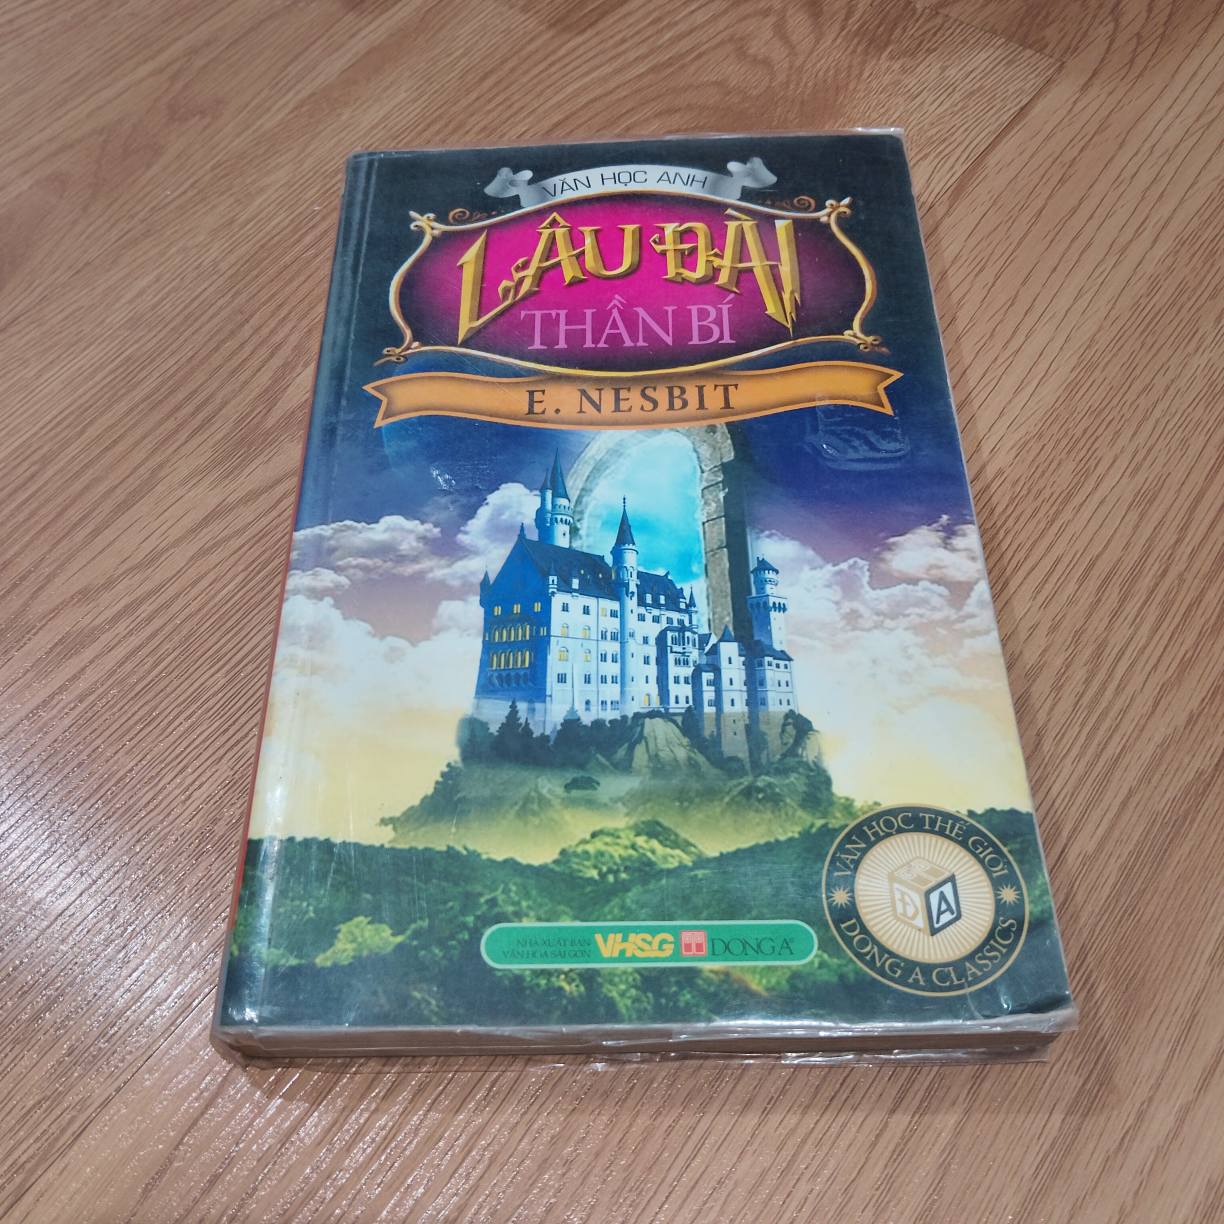 VĂN HỌC ANH
LÂU ĐÀI
THẦN BÍ
E. NESBIT
VĂN HỌC THẾ GIỚI
ĐA
ĐÔNG A CLASSICS
NHÀ XUẤT BẢN
VĂN HÓA SÀI GÒN
VHSG
ĐÔNG A